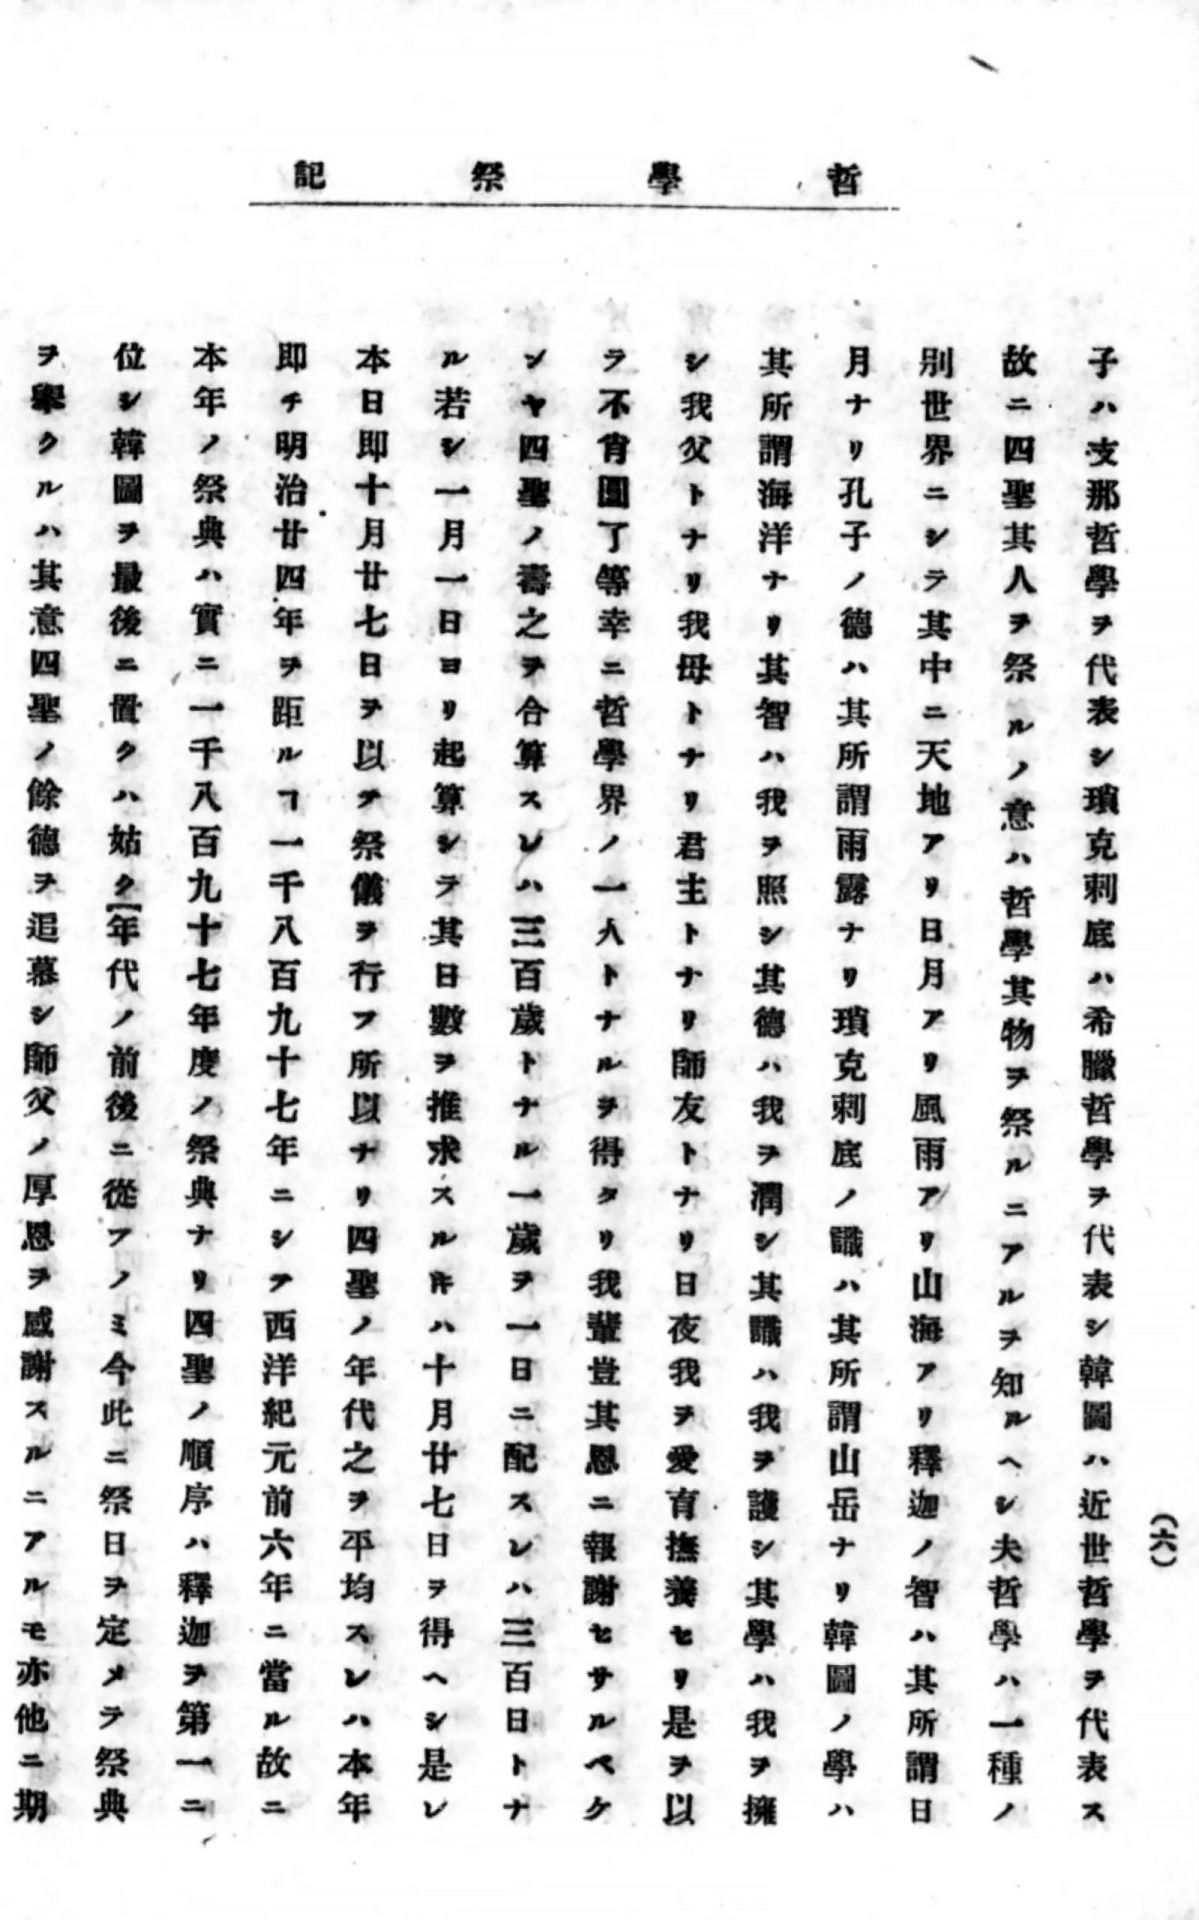 哲學祭記
(六)
子ハ支那哲學ヲ代表シ瑣克剌底ハ希臘哲學ヲ代表シ韓圖ハ近世哲學ヲ代表ス
故ニ四聖其人ヲ祭ルノ意ハ哲學其物ヲ祭ルニアルヲ知ルヘシ夫哲學ハ一種ノ
別世界ニシテ其中ニ天地アリ日月アリ風雨アリ山海アリ釋迦ノ智ハ其所謂日
月ナリ孔子ノ德ハ其所謂雨露ナリ瑣克剌底ノ識ハ其所謂山岳ナリ韓圖ノ學ハ
其所謂海洋ナリ其智ハ我ヲ照シ其德ハ我ヲ潤シ其識ハ我ヲ護シ其學ハ我ヲ擁
シ我父トナリ我母トナリ君主トナリ師友トナリ日夜我ヲ愛育撫養セリ是ヲ以
テ不肖圓了等幸ニ哲學界ノ一人トナルヲ得タリ我輩豈其恩ニ報謝セサルベケ
ンヤ四聖ノ壽之ヲ合算スレハ三百歲トナル一歲ヲ一日ニ配スレハ三百日トナ
ル若シ一月一日ヨリ起算シテ其日數ヲ推求スル𪜈ハ十月廿七日ヲ得ヘシ是レ
本日即十月廿七日ヲ以テ祭儀ヲ行フ所以ナリ四聖ノ年代之ヲ平均スレハ本年
即チ明治廿四年ヲ距ルヿ一千八百九十七年ニシテ西洋紀元前六年ニ當ル故ニ
本年ノ祭典ハ實ニ一千八百九十七年度ノ祭典ナリ四聖ノ順序ハ釋迦ヲ第一ニ
位シ韓圖ヲ最後ニ置クハ姑ク年代ノ前後ニ從フノミ今此ニ祭日ヲ定メテ祭典
ヲ擧クルハ其意四聖ノ餘德ヲ追慕シ師父ノ厚恩ヲ感謝スルニアルモ亦他ニ期